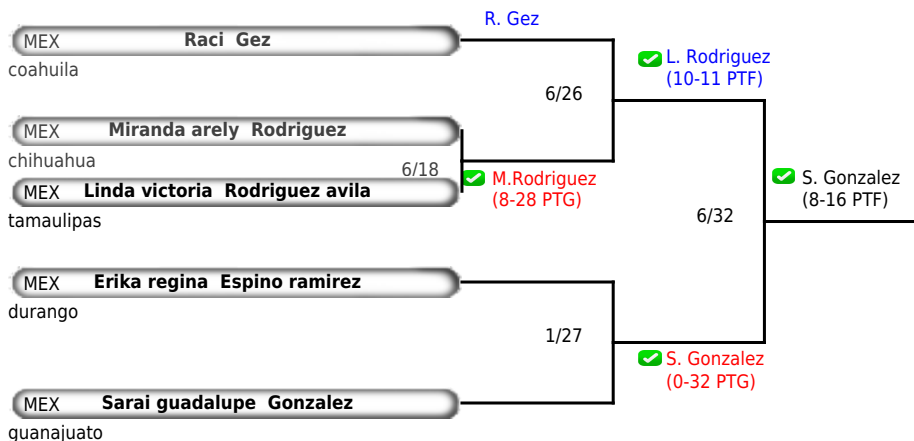 R. Gez
MEX Raci Gez
coahuila
L. Rodriguez
(10-11 PTF)
6/26
MEX Miranda arely Rodriguez
chihuahua
6/18
M.Rodriguez
(8-28 PTG)
MEX Linda victoria Rodriguez avila
tamaulipas
S. Gonzalez
(8-16 PTF)
6/32
MEX Erika regina Espino ramirez
durango
1/27
S. Gonzalez
(0-32 PTG)
MEX Sarai guadalupe Gonzalez
guanajuato